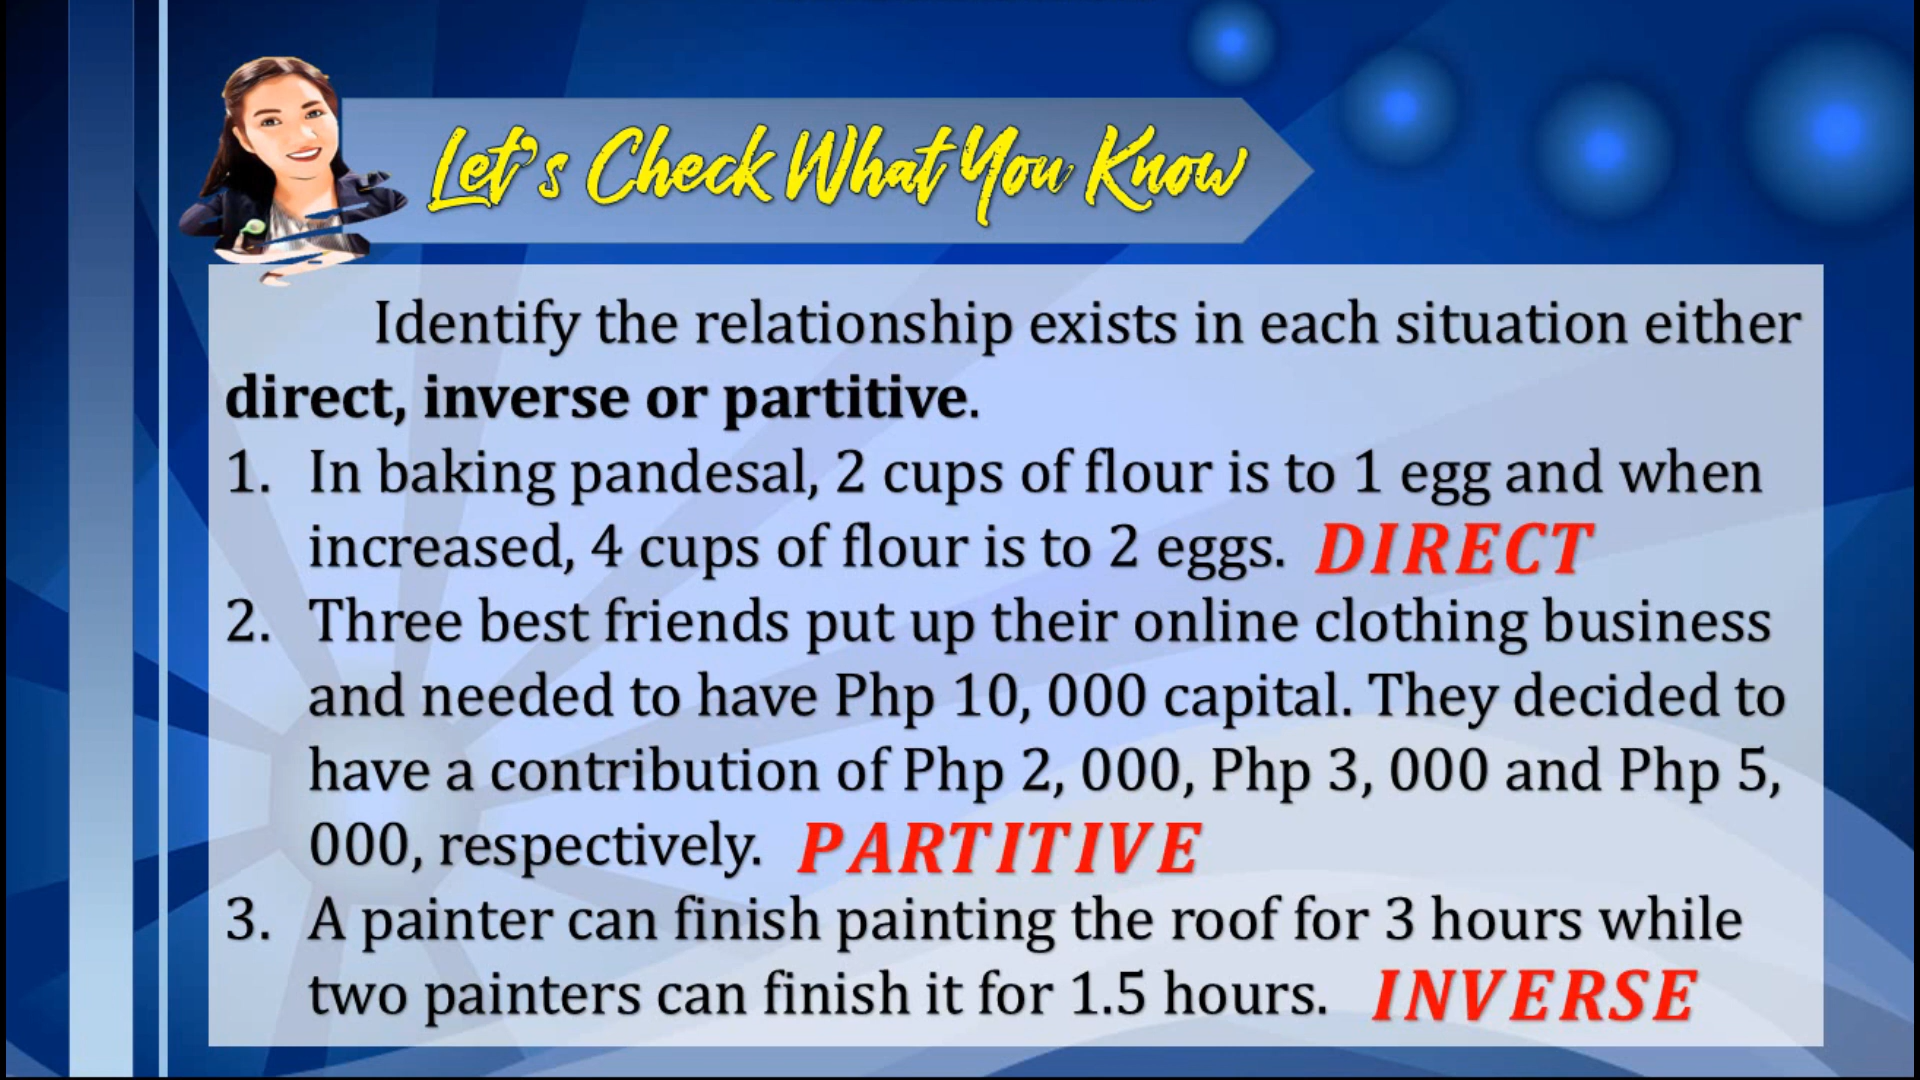 Let's Check What You Know
Identify the relationship exists in each situation either
direct, inverse or partitive.
1. In baking pandesal, 2 cups of flour is to 1 egg and when
increased, 4 cups of flour is to 2 eggs. DIRECT
2. Three best friends put up their online clothing business
and needed to have Php 10, 000 capital. They decided to
have a contribution of Php 2, 000, Php 3, 000 and Php 5,
000, respectively. PARTITIVE
3. A painter can finish painting the roof for 3 hours while
two painters can finish it for 1.5 hours. INVERSE